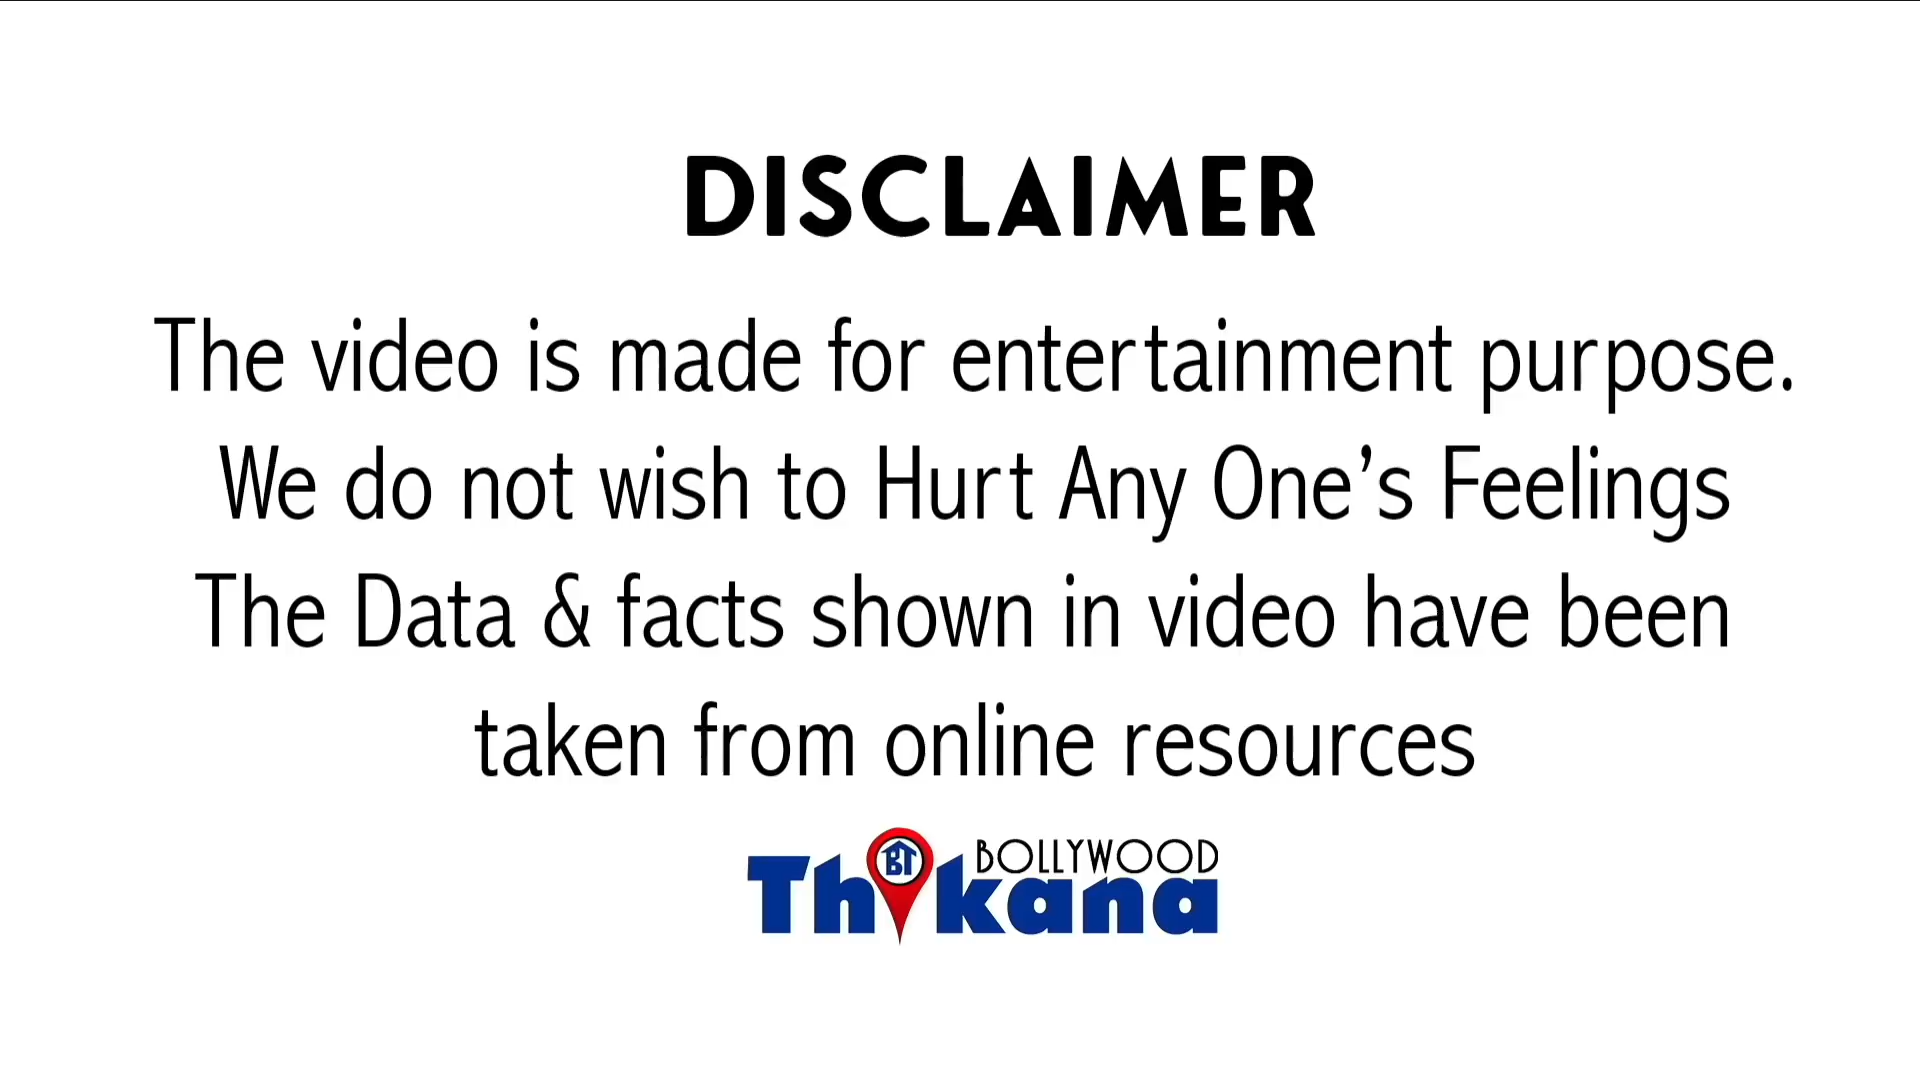 DISCLAIMER
The video is made for entertainment purpose.
We do not wish to Hurt Any One’s Feelings
The Data & facts shown in video have been
taken from online resources
BOLLYWOOD
BT
Thikana